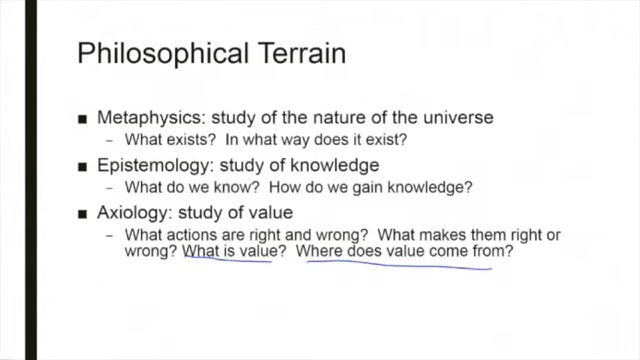 Philosophical Terrain
■ Metaphysics: study of the nature of the universe
– What exists? In what way does it exist?
■ Epistemology: study of knowledge
– What do we know? How do we gain knowledge?
■ Axiology: study of value
– What actions are right and wrong? What makes them right or
wrong? What is value? Where does value come from?